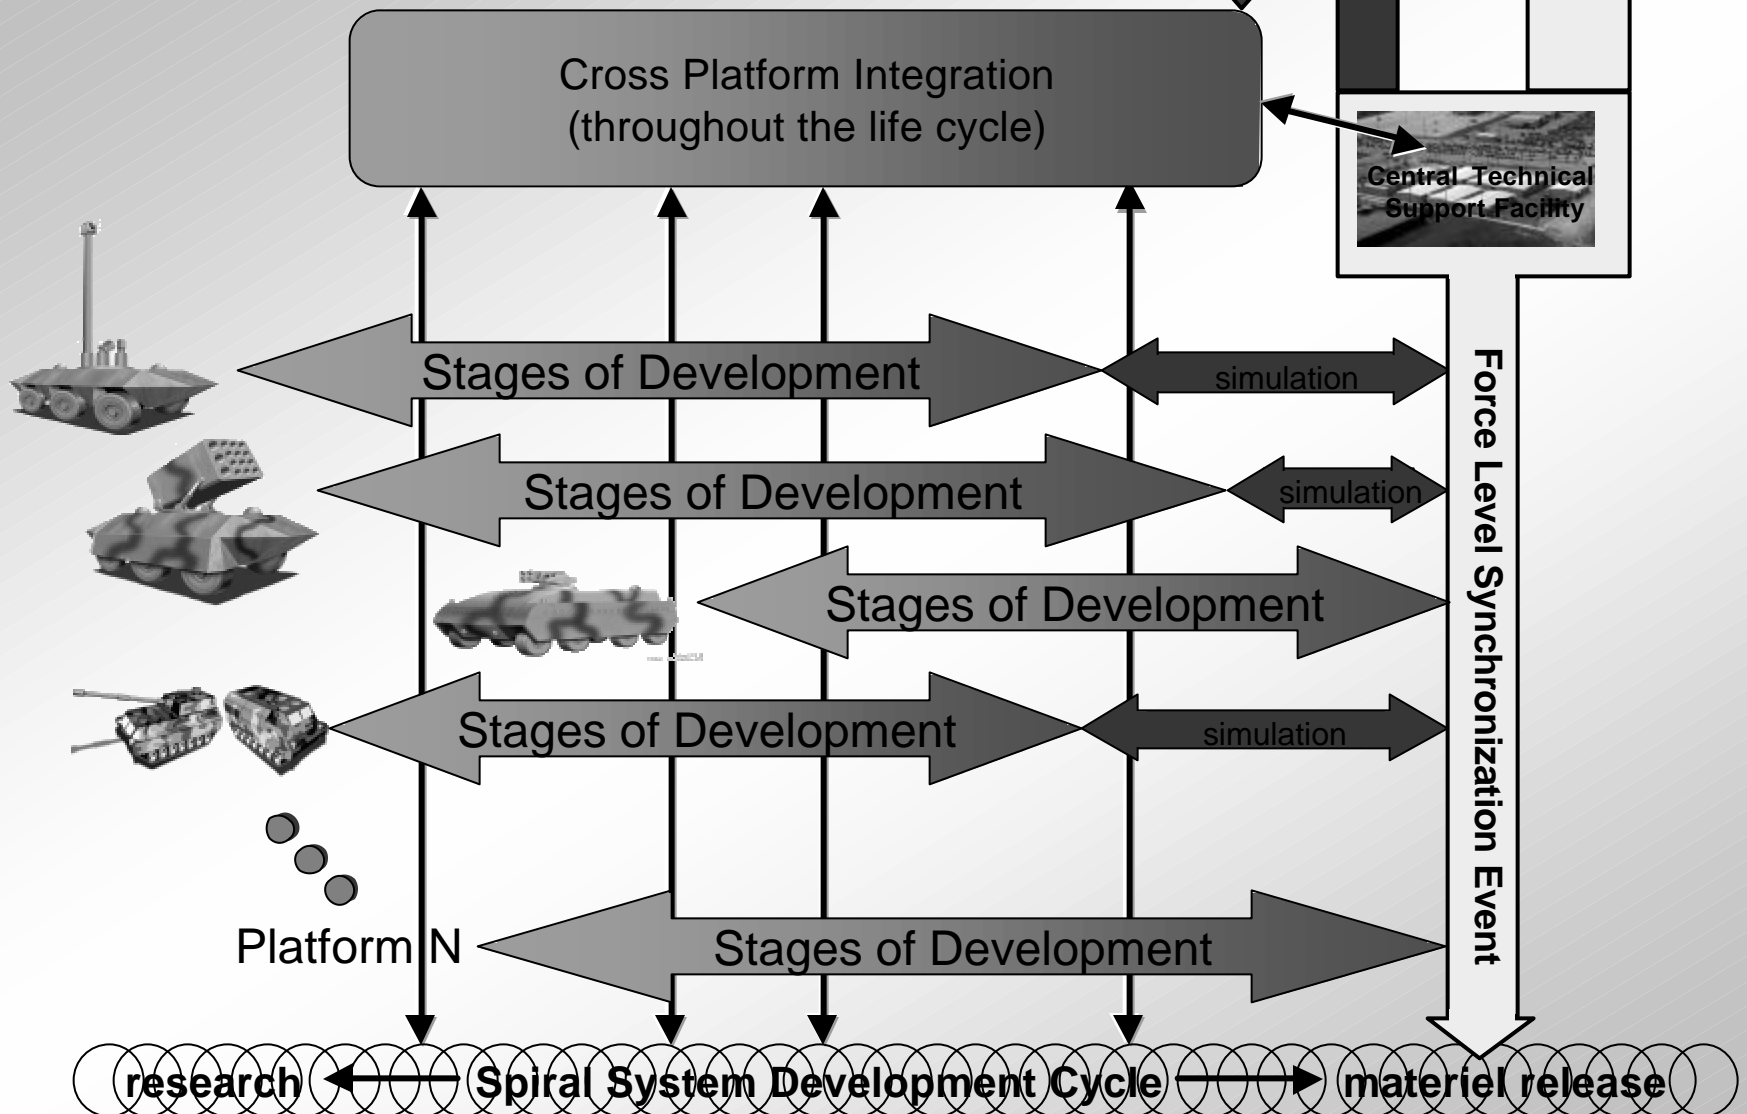 Cross Platform Integration
(throughout the life cycle)
Central Technical
Support Facility
Stages of Development
simulation
Stages of Development
simulation
Stages of Development
Stages of Development
simulation
Force Level Synchronization Event
Platform N
Stages of Development
research
Spiral System Development Cycle
materiel release